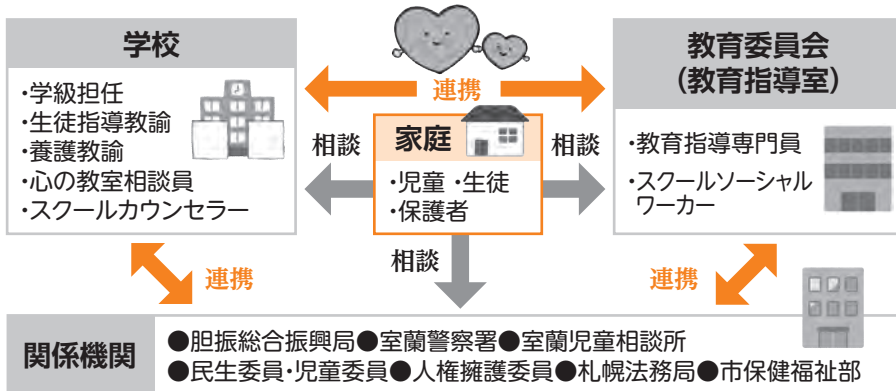 学校
・学級担任
・生徒指導教諭
・養護教諭
・心の教室相談員
・スクールカウンセラー
連携
相談
家庭
・児童・生徒
・保護者
相談
教育委員会
（教育指導室）
・教育指導専門員
・スクールソーシャル
ワーカー
連携
相談
連携
関係機関
●胆振総合振興局●室蘭警察署●室蘭児童相談所
●民生委員・児童委員●人権擁護委員●札幌法務局●市保健福祉部